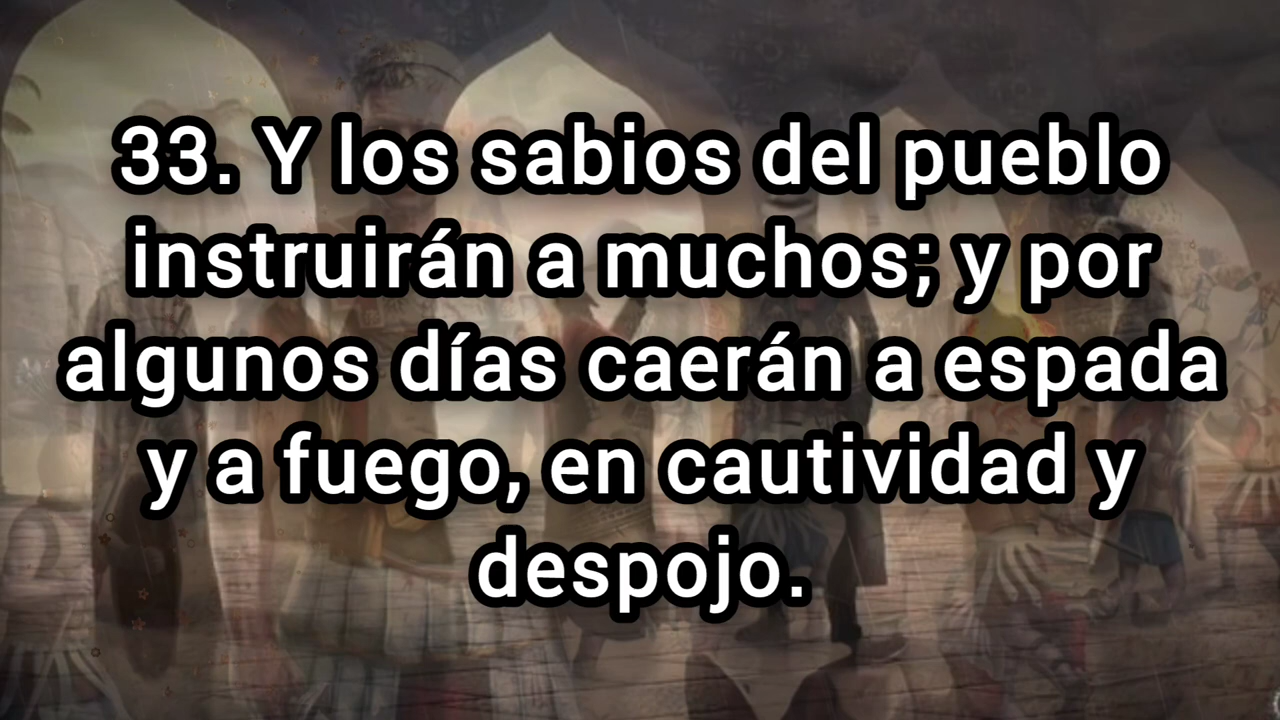 33. Y los sabios del pueblo
instruirán a muchos; y por
algunos días caerán a espada
y a fuego, en cautividad y
despojo.